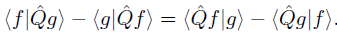 ⟨f|Q̂g⟩ − ⟨g|Q̂f⟩ = ⟨Q̂f|g⟩ − ⟨Q̂g|f⟩.